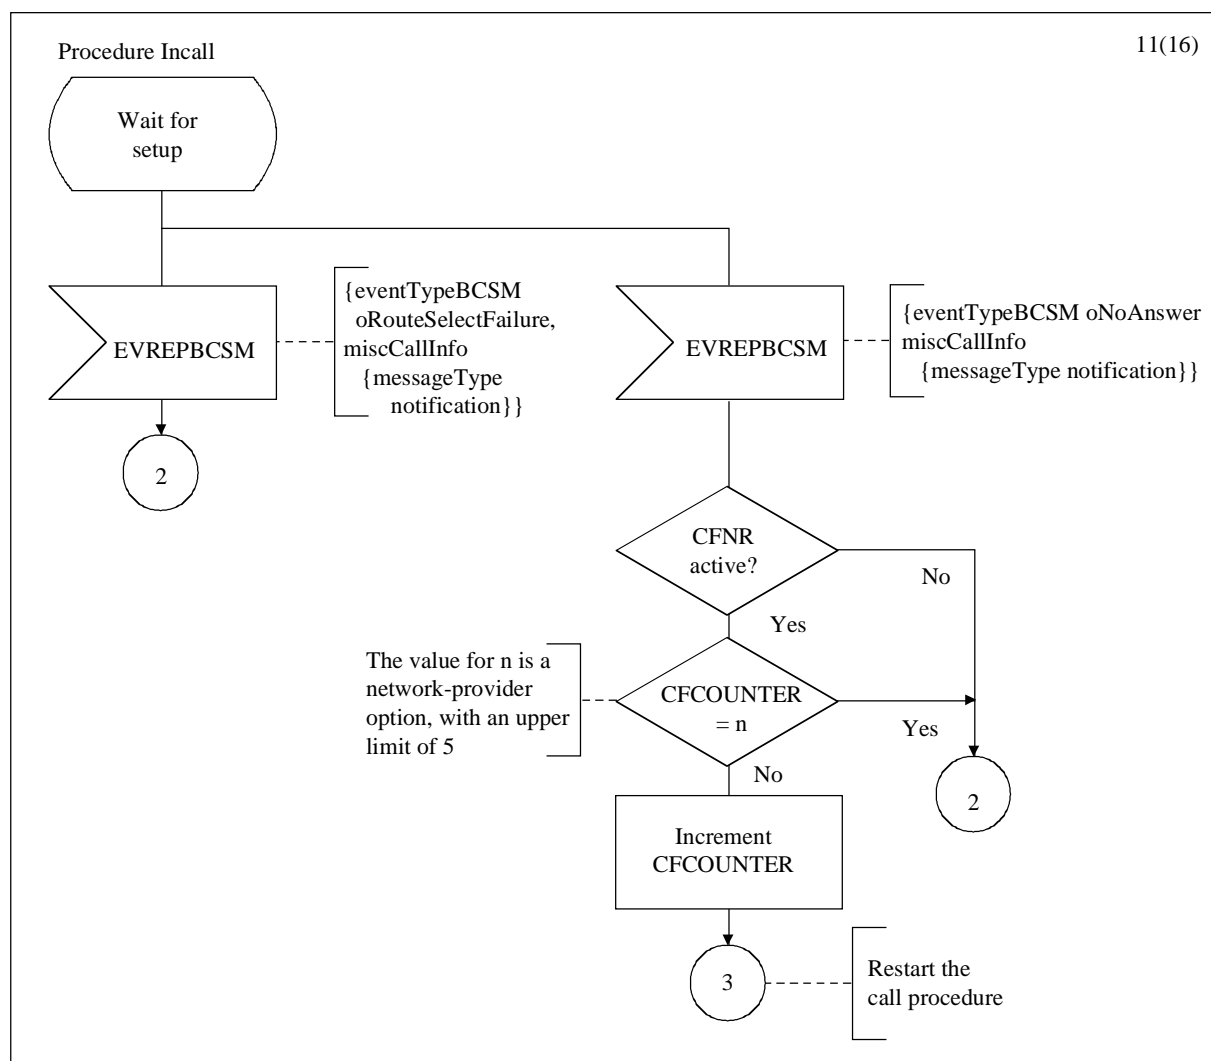 Procedure Incall
11(16)
Wait for
setup
EVREPBCSM
{eventTypeBCSM
oRouteSelectFailure,
miscCallInfo
{messageType
notification}}
EVREPBCSM
{eventTypeBCSM oNoAnswer
miscCallInfo
{messageType notification}}
2
CFNR
active?
No
Yes
The value for n is a
network-provider
option, with an upper
limit of 5
CFCOUNTER
= n
Yes
No
2
Increment
CFCOUNTER
3
Restart the
call procedure